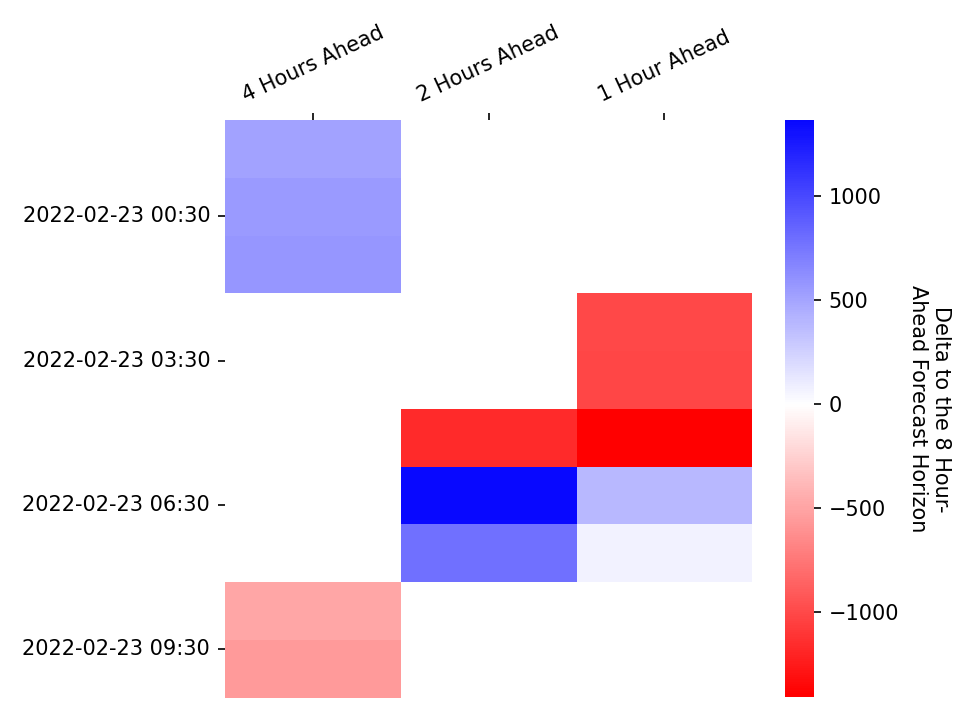 4 Hours Ahead
2 Hours Ahead
1 Hour Ahead
2022-02-23 00:30
2022-02-23 03:30
2022-02-23 06:30
2022-02-23 09:30
1000
500
0
−500
−1000
Delta to the 8 Hour-
Ahead Forecast Horizon